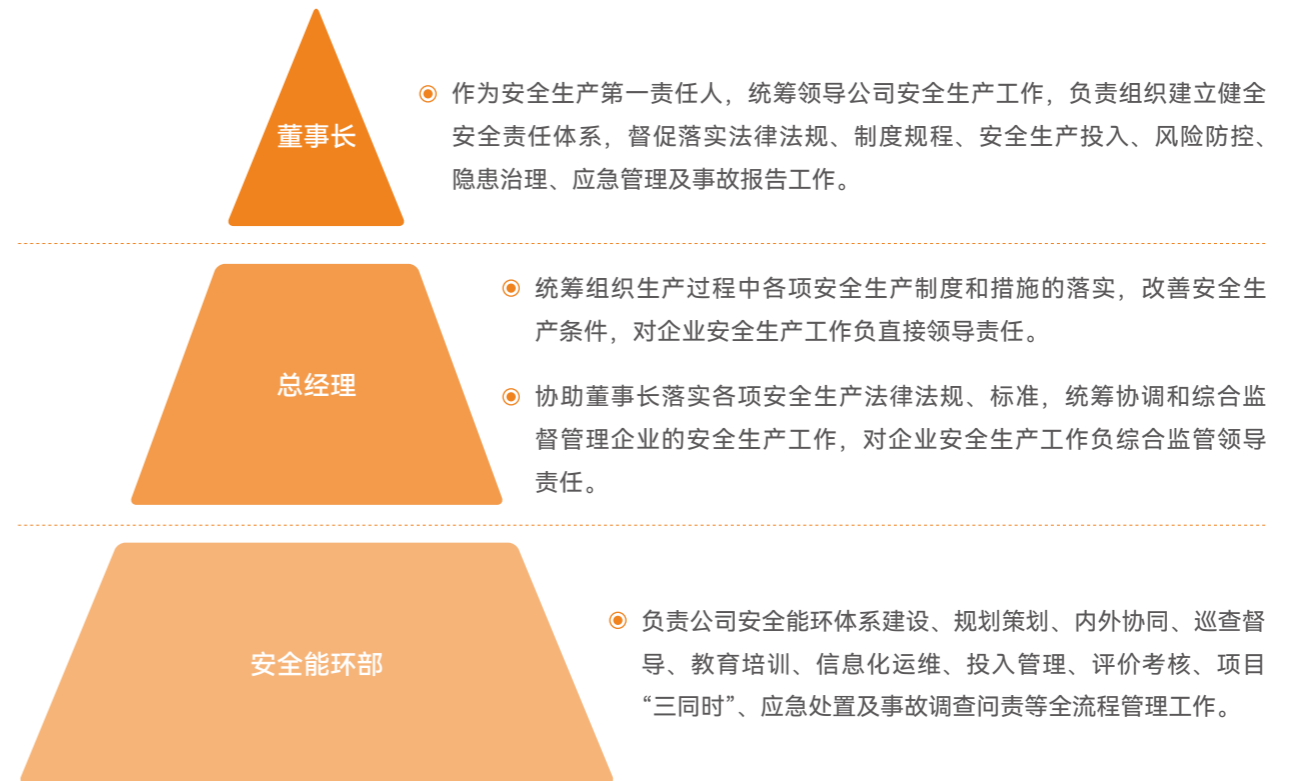 董事长
作为安全生产第一责任人，统筹领导公司安全生产工作，负责组织建立健全
安全责任体系，督促落实法律法规、制度规程、安全生产投入、风险防控、
隐患治理、应急管理及事故报告工作。
总经理
统筹组织生产过程中各项安全生产制度和措施的落实，改善安全生
产条件，对企业安全生产工作负直接领导责任。
协助董事长落实各项安全生产法律法规、标准，统筹协调和综合监
督管理企业的安全生产工作，对企业安全生产工作负综合监管领导
责任。
安全能环部
负责公司安全能环体系建设、规划策划、内外协同、巡查督
导、教育培训、信息化运维、投入管理、评价考核、项目
“三同时”、应急处置及事故调查问责等全流程管理工作。